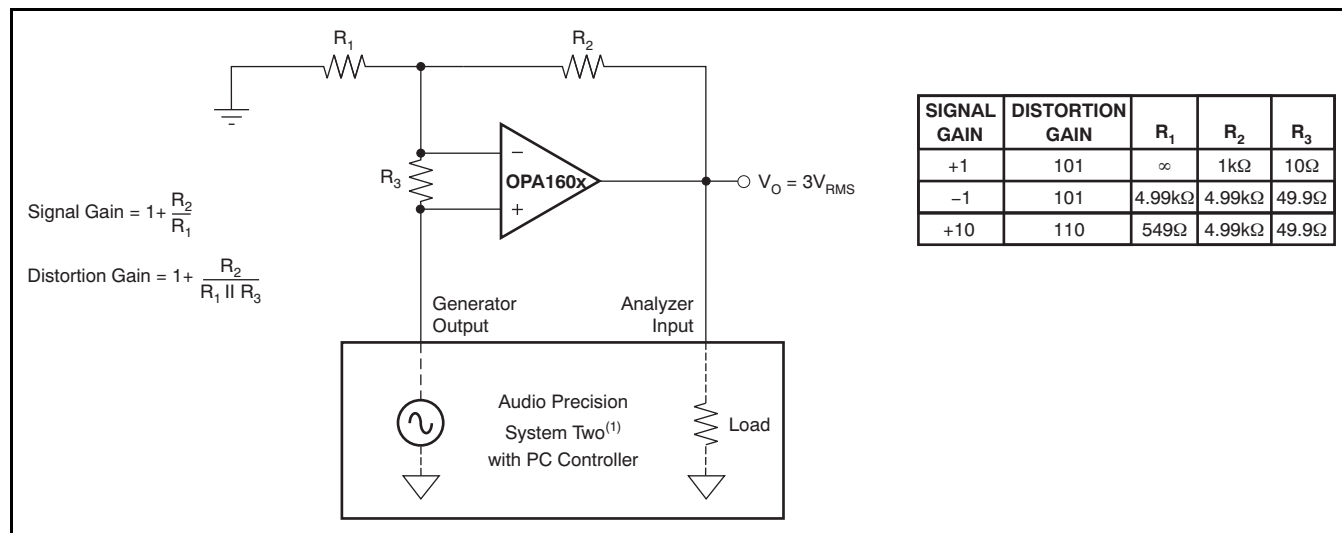 R1
R2
R3
−
OPA160x
+
VO = 3VRMS
Signal Gain = 1+ R2
R1
Distortion Gain = 1+ R2
R1 II R3
Generator
Output
Analyzer
Input
Audio Precision
System Two(1)
with PC Controller
Load
SIGNAL GAIN DISTORTION GAIN R1 R2 R3
+1 101 ∞ 1kΩ 10Ω
−1 101 4.99kΩ 4.99kΩ 49.9Ω
+10 110 549Ω 4.99kΩ 49.9Ω